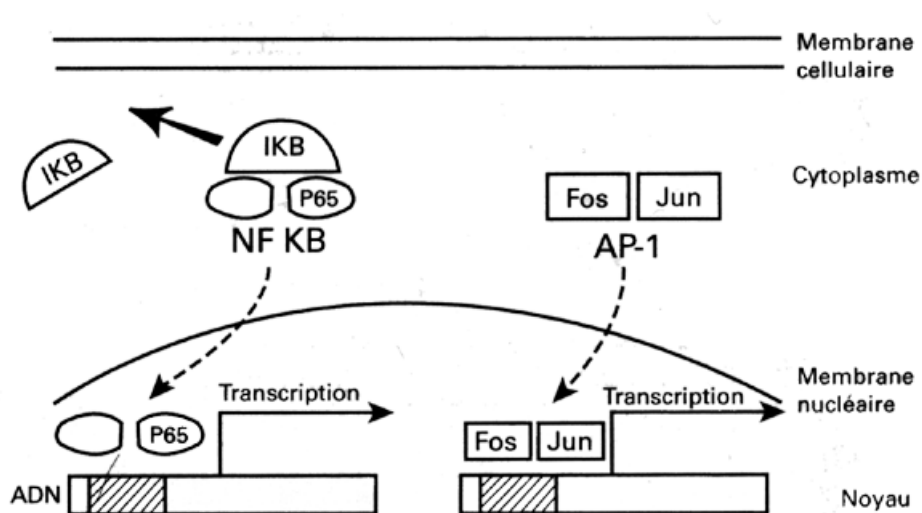 Membrane
cellulaire
IKB
IKB
P65
NF KB
Fos
Jun
AP-1
Cytoplasme
Transcription
Transcription
Membrane
nucléaire
P65
Fos
Jun
ADN
Noyau